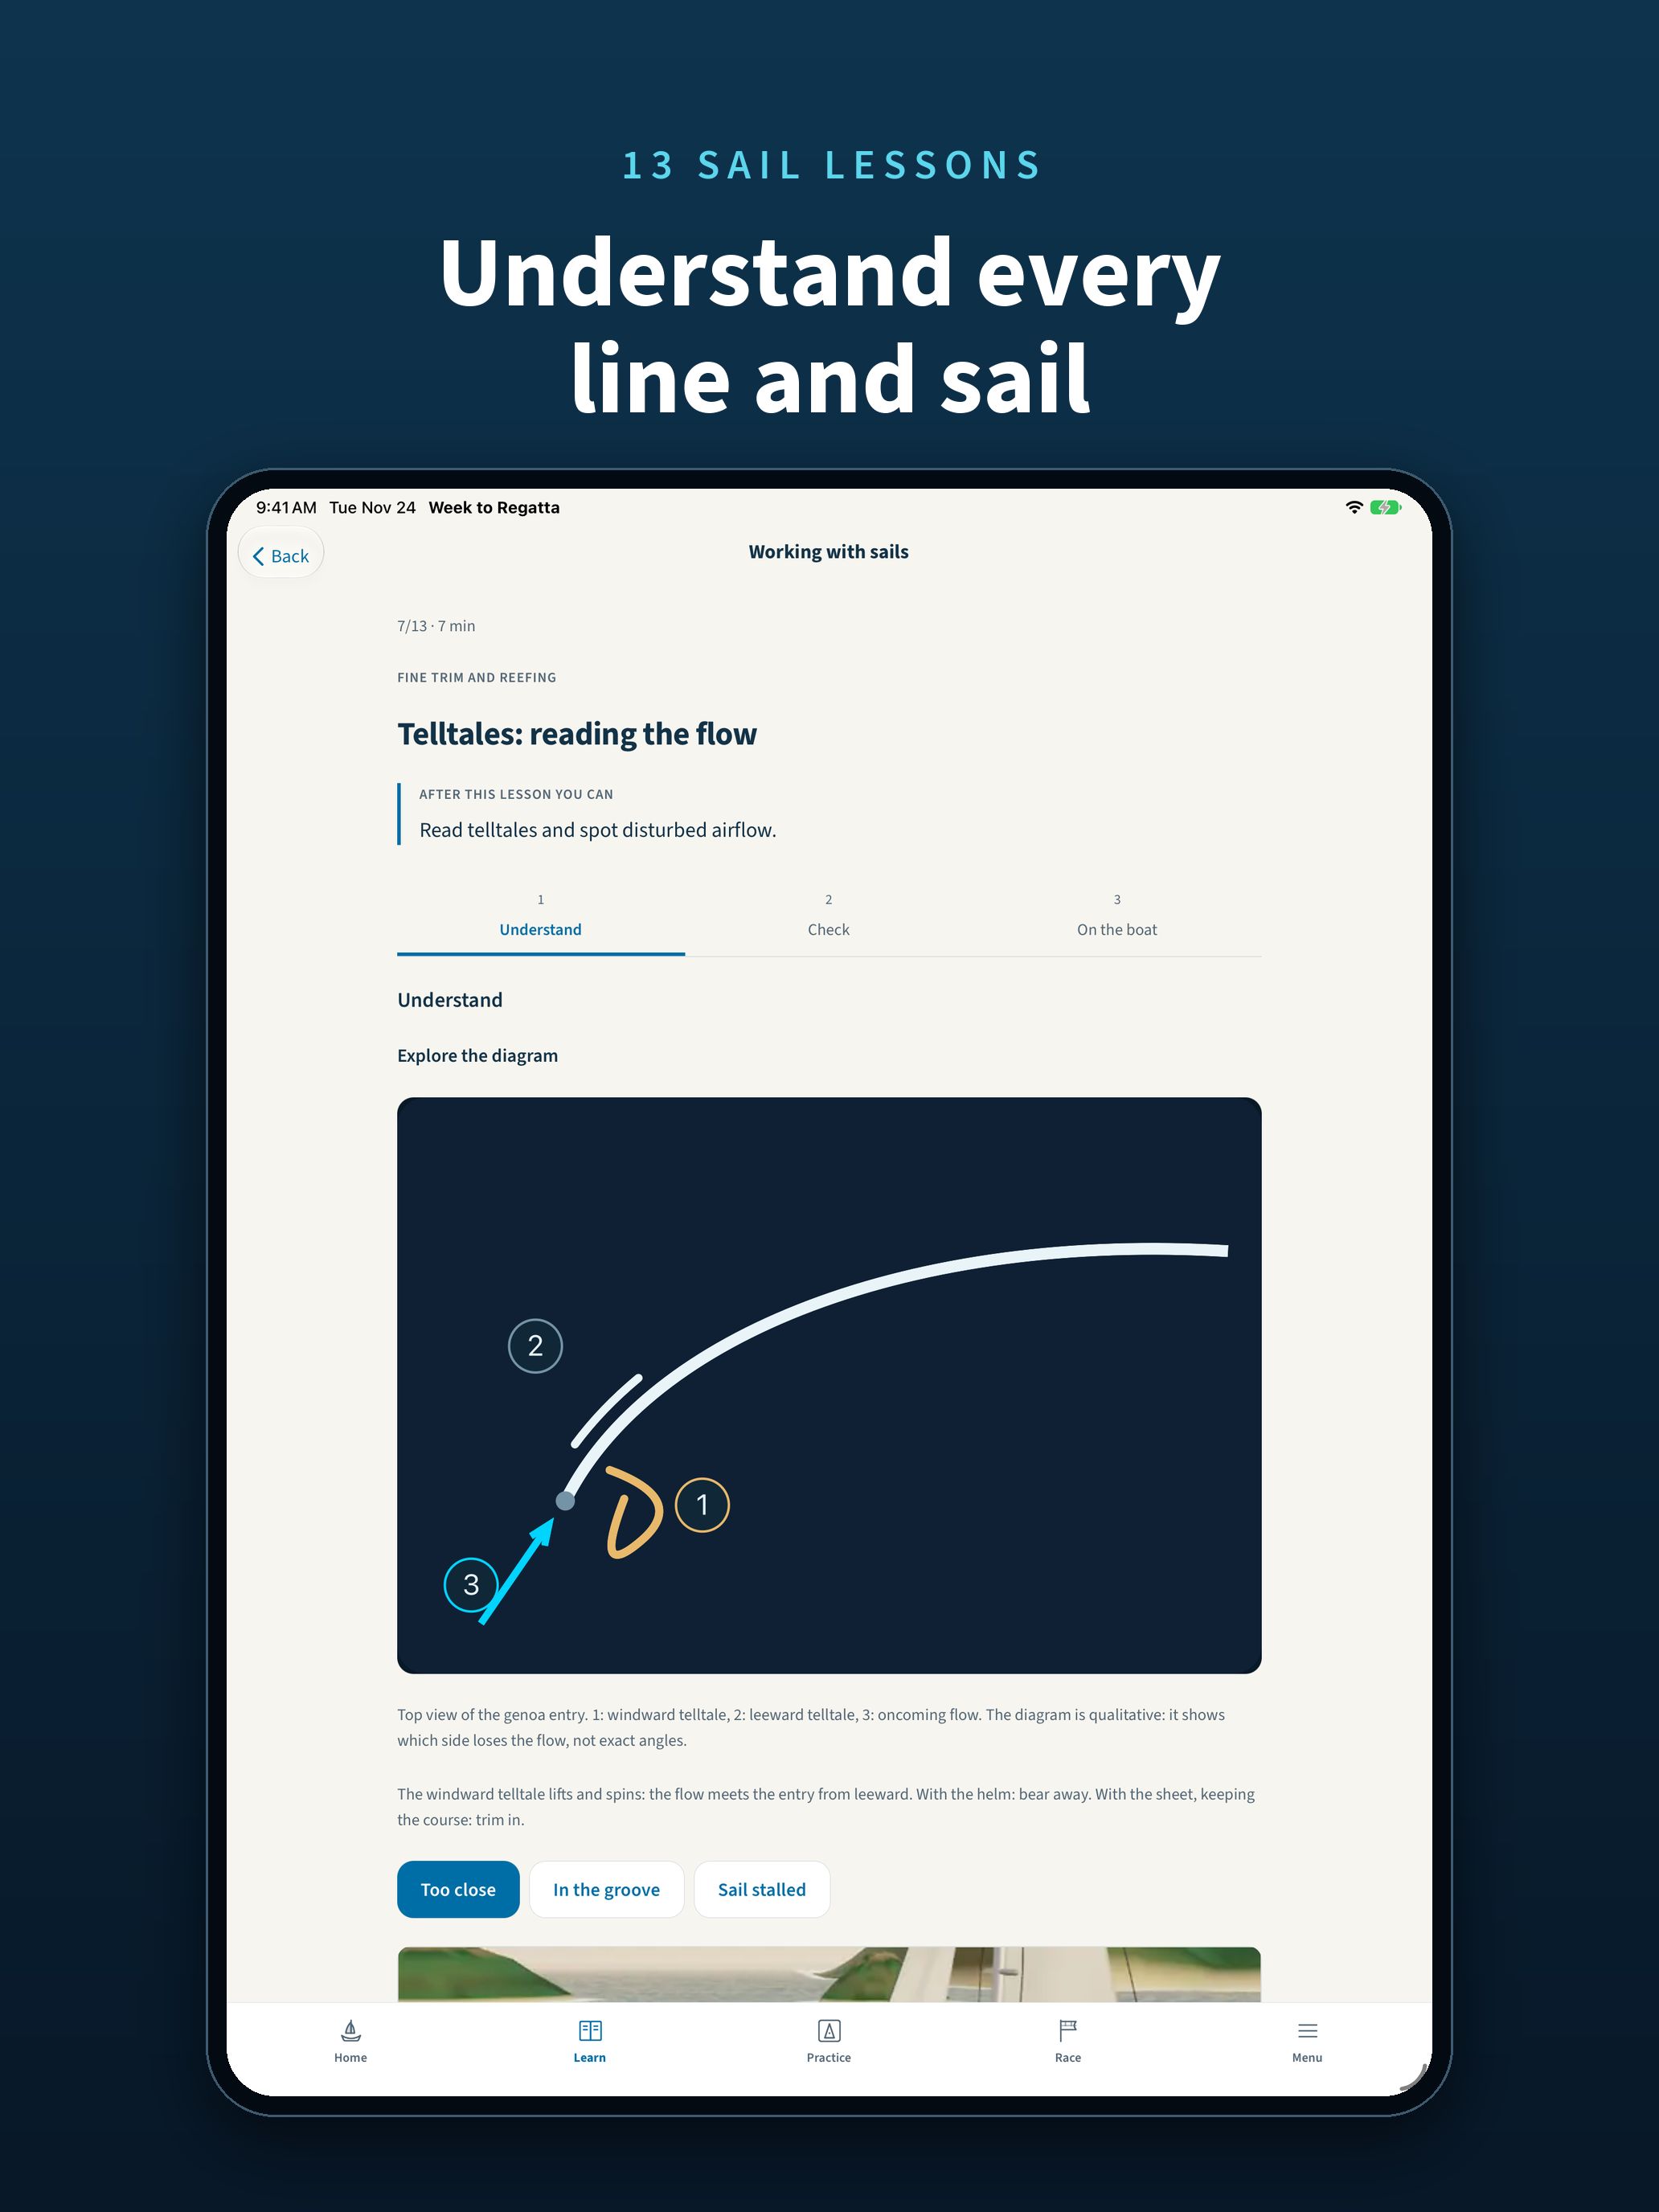 13 SAIL LESSONS
Understand every
line and sail
9:41 AM Tue Nov 24 Week to Regatta
Back
Working with sails
7/13 · 7 min
FINE TRIM AND REEFING
Telltales: reading the flow
AFTER THIS LESSON YOU CAN
Read telltales and spot disturbed airflow.
1 2 3
Understand Check On the boat
Understand
Explore the diagram
2
1
3
Top view of the genoa entry. 1: windward telltale, 2: leeward telltale, 3: oncoming flow. The diagram is qualitative: it shows
which side loses the flow, not exact angles.
The windward telltale lifts and spins: the flow meets the entry from leeward. With the helm: bear away. With the sheet, keeping
the course: trim in.
Too close In the groove Sail stalled
Home Learn Practice Race Menu